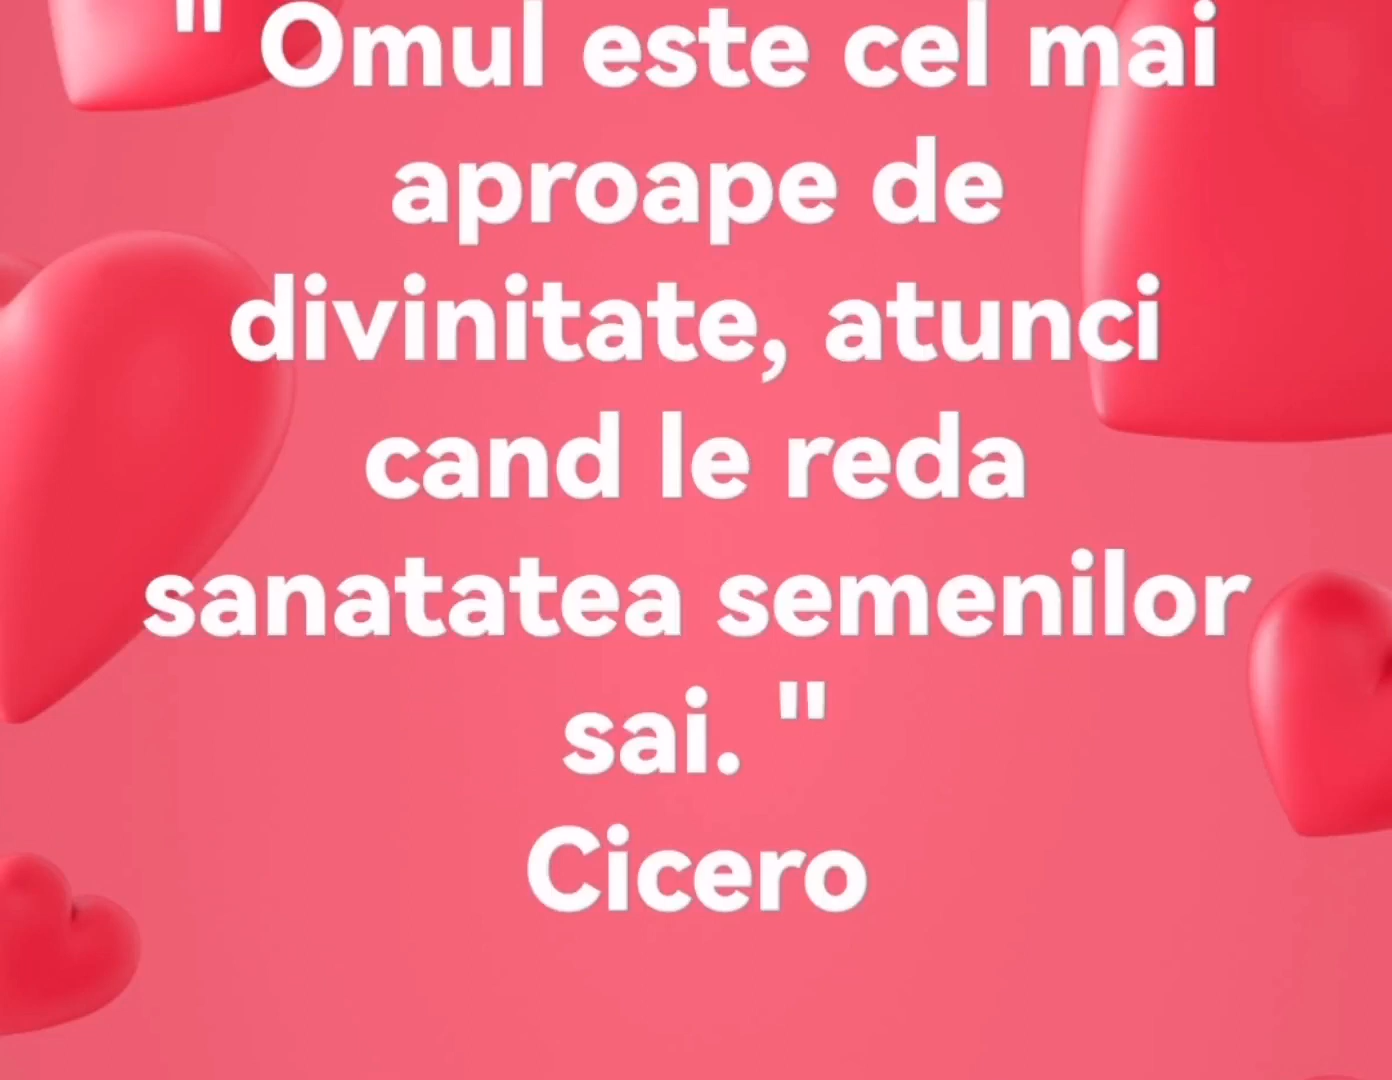 " Omul este cel mai
aproape de
divinitate, atunci
cand le reda
sanatatea semenilor
sai. "
Cicero